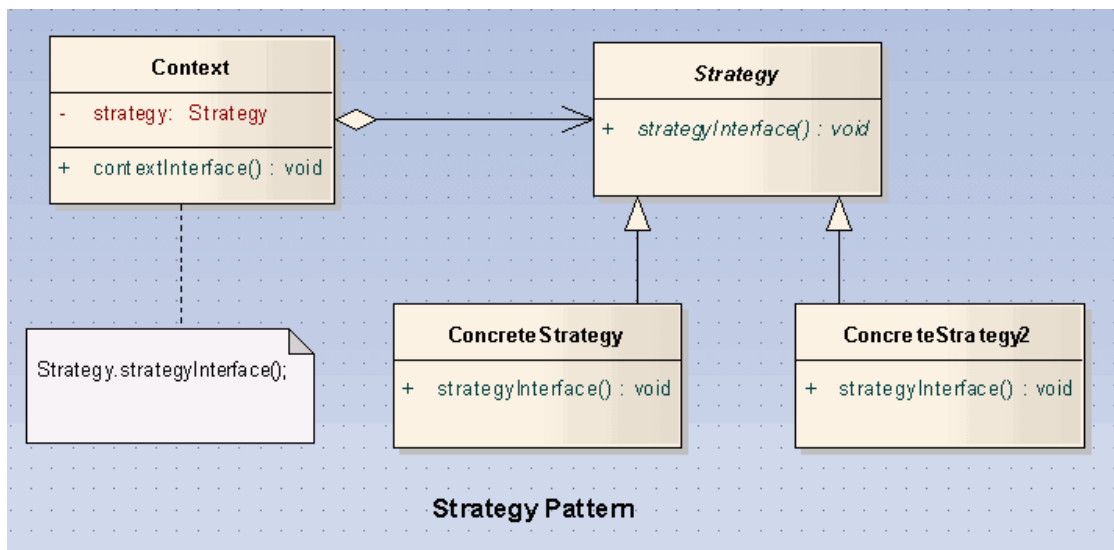 Context
- strategy: Strategy
+ contextInterface() : void
Strategy
+ strategyInterface() : void
Strategy.strategyInterface();
ConcreteStrategy
+ strategyInterface() : void
ConcreteStrategy2
+ strategyInterface() : void
Strategy Pattern